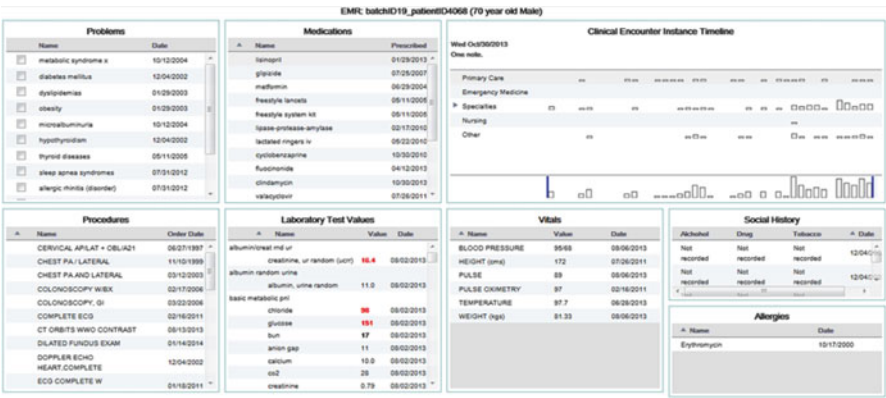 EMR: batchID19_patientID4068 (70 year old Male)
Problems
Name Date
metabolic syndrome x 10/12/2004
diabetes mellitus 12/04/2002
dyslipidemias 01/29/2003
obesity 01/29/2003
microalbuminuria 10/12/2004
hypothyroidism 12/04/2002
thyroid diseases 05/11/2005
sleep apnea syndromes 07/31/2012
allergic rhinitis (disorder) 07/31/2012
Medications
Name Prescribed
lisinopril 01/29/2013
glipizide 07/25/2007
metformin 06/29/2004
freestyle lancets 05/11/2005
freestyle system kit 05/11/2005
lipase-protease-amylase 02/17/2010
lactated ringers iv 05/22/2010
cyclobenzaprine 10/30/2010
fluocinonide 04/12/2013
clindamycin 10/30/2013
valacyclovir 07/26/2011
Clinical Encounter Instance Timeline
Wed Oct/30/2013
One note.
Primary Care
Emergency Medicine
Specialties
Nursing
Other
Procedures
Name Order Date
CERVICAL AP/LAT + OBL/A21 06/27/1997
CHEST PA / LATERAL 11/10/1999
CHEST PA AND LATERAL 03/12/2003
COLONOSCOPY W/BX 02/17/2006
COLONOSCOPY, GI 03/22/2006
COMPLETE ECG 02/16/2011
CT ORBITS WWO CONTRAST 08/13/2013
DILATED FUNDUS EXAM 01/14/2014
DOPPLER ECHO
HEART.COMPLETE 12/04/2002
ECG COMPLETE W 01/18/2011
Laboratory Test Values
Name Value Date
albumin/creat rnd ur
creatinine, ur random (ucrr) 16.4 08/02/2013
albumin random urine
albumin, urine random 11.0 08/02/2013
basic metabolic pnl
chloride 98 08/02/2013
glucose 151 08/02/2013
bun 17 08/02/2013
anion gap 11 08/02/2013
calcium 10.0 08/02/2013
co2 28 08/02/2013
creatinine 0.79 08/02/2013
Vitals
Name Value Date
BLOOD PRESSURE 95/68 08/06/2013
HEIGHT (cms) 172 07/26/2011
PULSE 89 08/06/2013
PULSE OXIMETRY 97 02/16/2011
TEMPERATURE 97.7 06/28/2013
WEIGHT (kgs) 81.33 08/06/2013
Social History
Alchohol Drug Tobacco Date
Not Not Not
recorded recorded recorded
Not Not Not
recorded recorded recorded
Allergies
Name Date
Erythromycin 10/17/2000